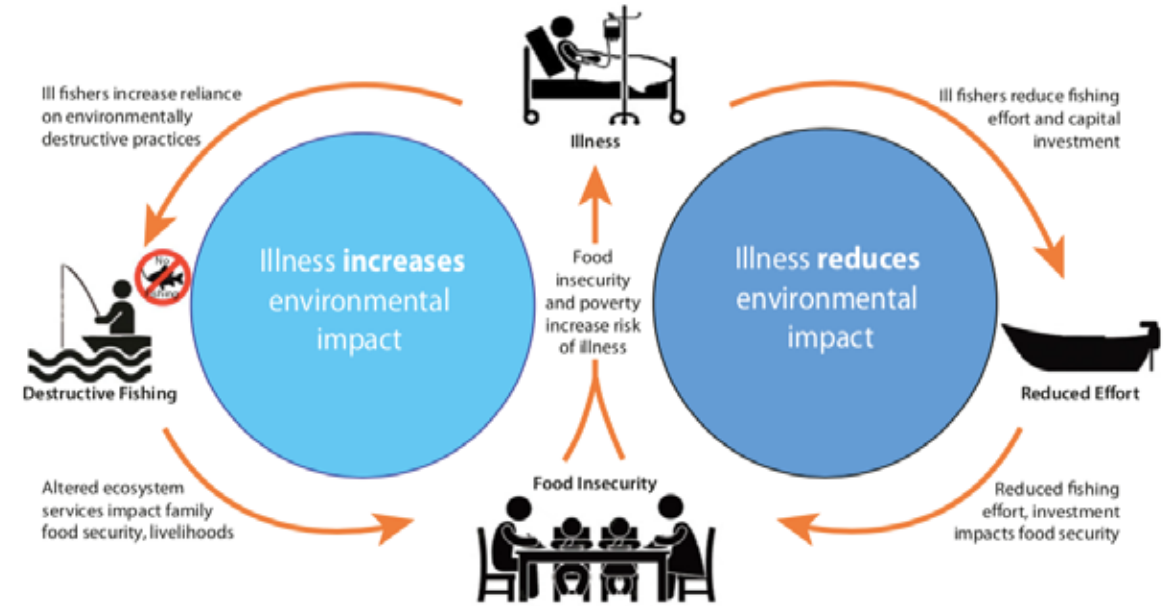 Illness
Ill fishers increase reliance
on environmentally
destructive practices
Ill fishers reduce fishing
effort and capital
investment
Illness increases
environmental
impact
Food
insecurity
and poverty
increase risk
of illness
Illness reduces
environmental
impact
No
Fishing
Destructive Fishing
Reduced Effort
Altered ecosystem
services impact family
food security, livelihoods
Food Insecurity
Reduced fishing
effort, investment
impacts food security